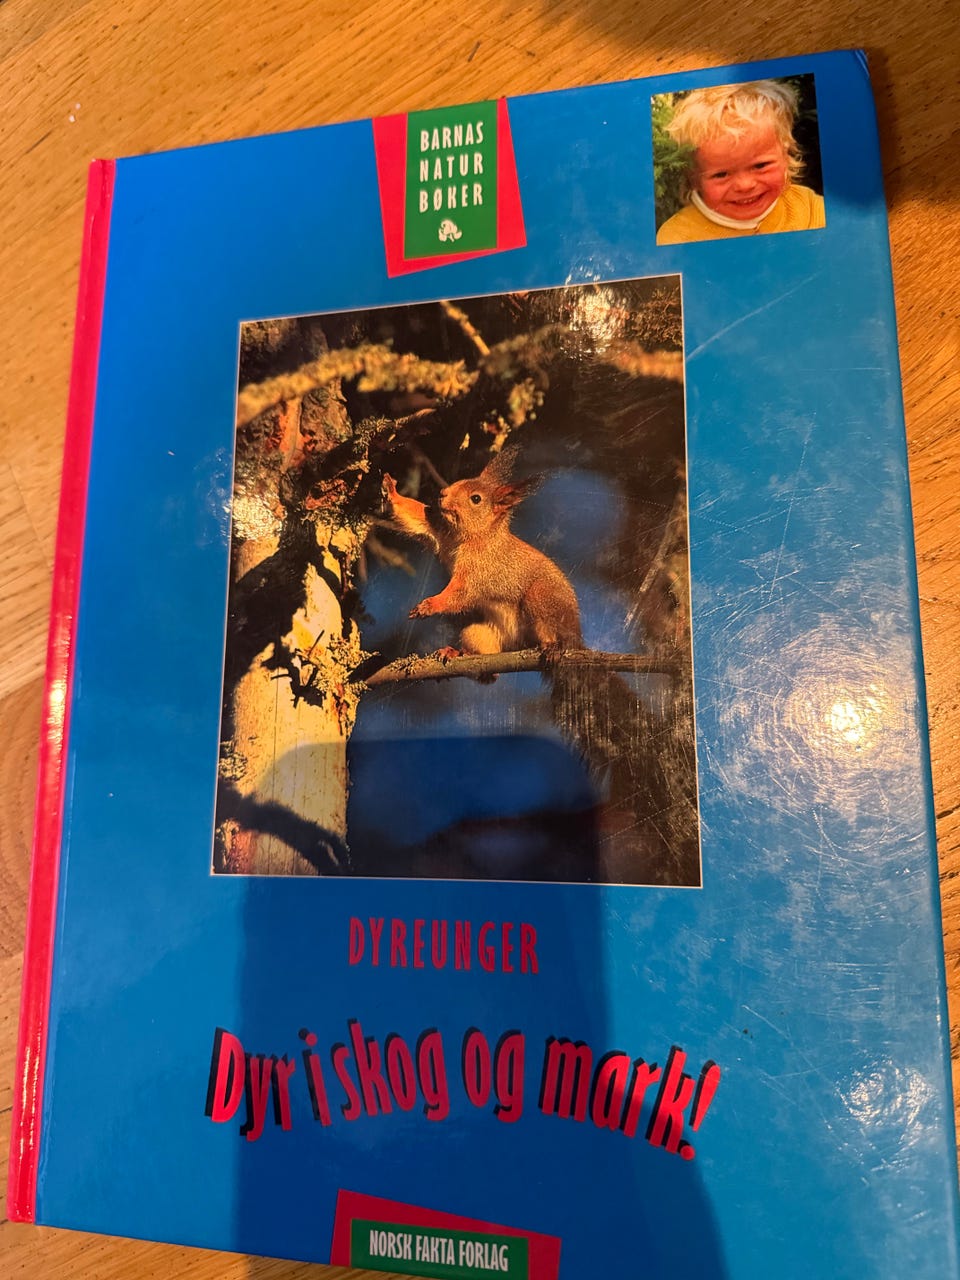 BARNAS
NATUR
BØKER
DYREUNGER
Dyr i skog og mark!
NORSK FAKTA FORLAG